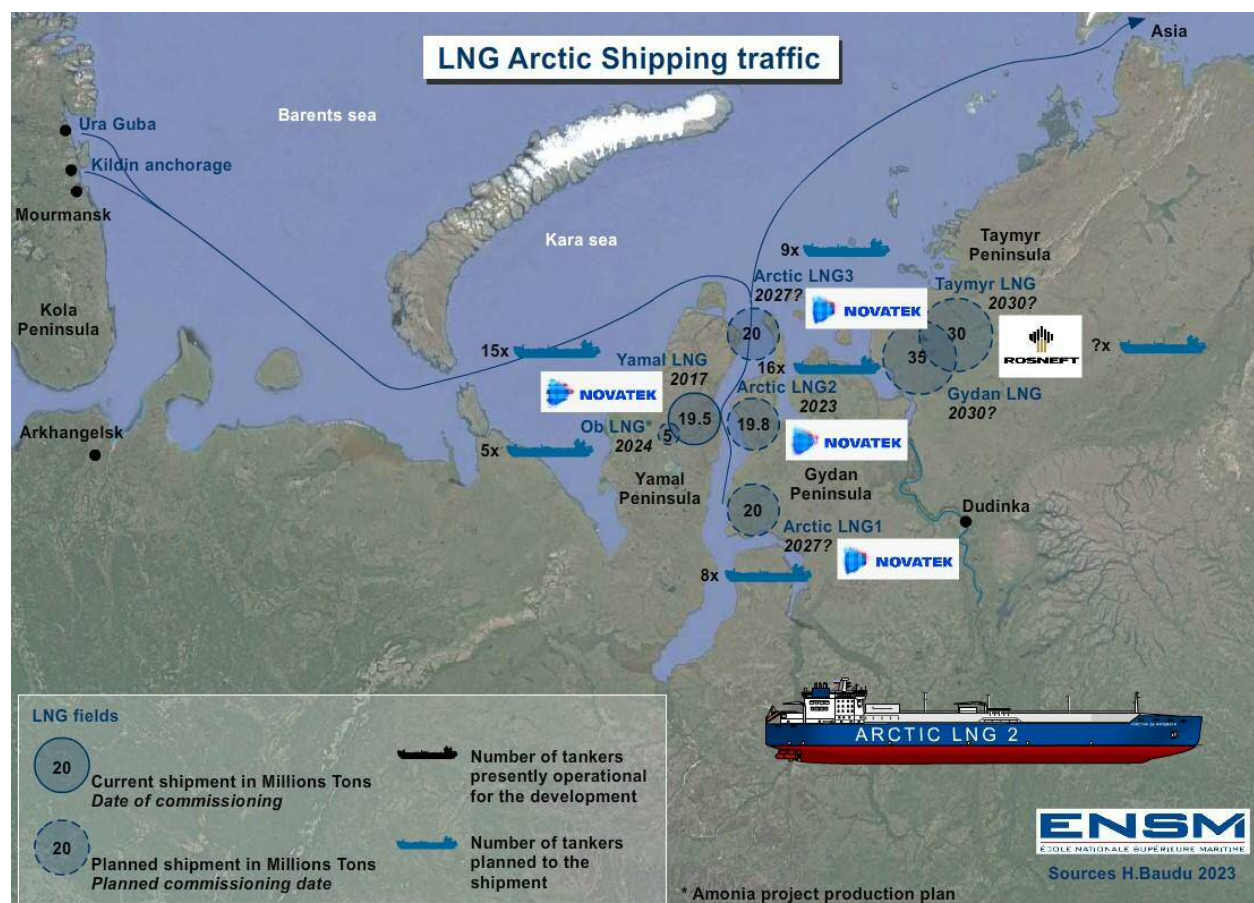 LNG Arctic Shipping traffic
Asia
Barents sea
Ura Guba
Kildin anchorage
Mourmansk
Kara sea
Kola
Peninsula
Arkhangelsk
9x
Taymyr
Peninsula
Arctic LNG3
2027?
20
NOVATEK
Taymyr LNG
2030?
30
ROSNEFT
?x
35
Gydan LNG
2030?
15x
Yamal LNG
2017
NOVATEK
19.5
16x
Arctic LNG2
2023
19.8
NOVATEK
Ob LNG*
2024
5
5x
Yamal
Peninsula
Gydan
Peninsula
Dudinka
20
Arctic LNG1
2027?
NOVATEK
8x
ARCTIC LNG 2
LNG fields
20
Current shipment in Millions Tons
Date of commissioning
20
Planned shipment in Millions Tons
Planned commissioning date
Number of tankers
presently operational
for the development
Number of tankers
planned to the
shipment
ENSM
ÉCOLE NATIONALE SUPÉRIEURE MARITIME
Sources H.Baudu 2023
* Amonia project production plan